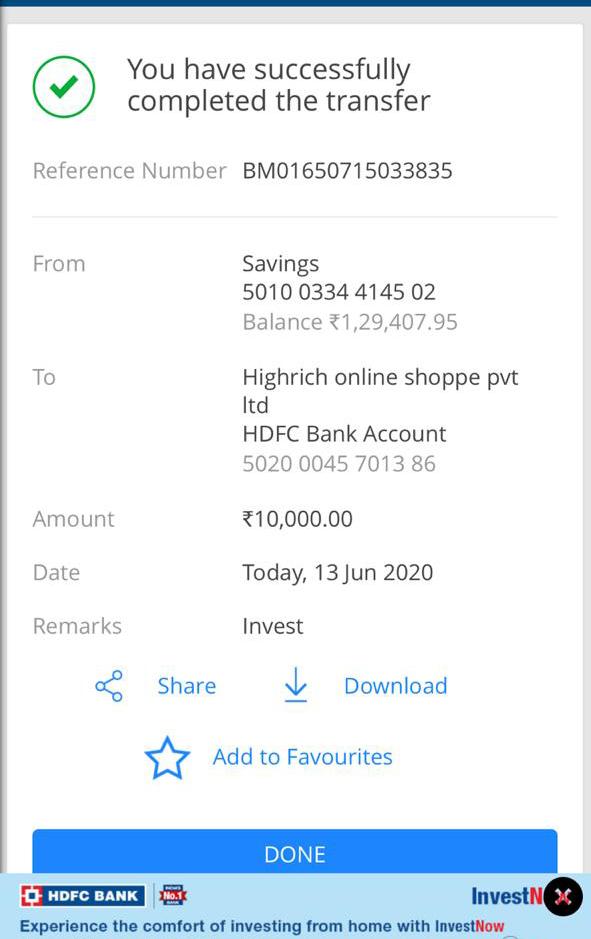 You have successfully
completed the transfer
Reference Number BM01650715033835
From Savings
5010 0334 4145 02
Balance ₹1,29,407.95
To Highrich online shoppe pvt
ltd
HDFC Bank Account
5020 0045 7013 86
Amount ₹10,000.00
Date Today, 13 Jun 2020
Remarks Invest
Share Download
Add to Favourites
DONE
HDFC BANK INDIA'S No.1 BANK InvestN
Experience the comfort of investing from home with InvestNow